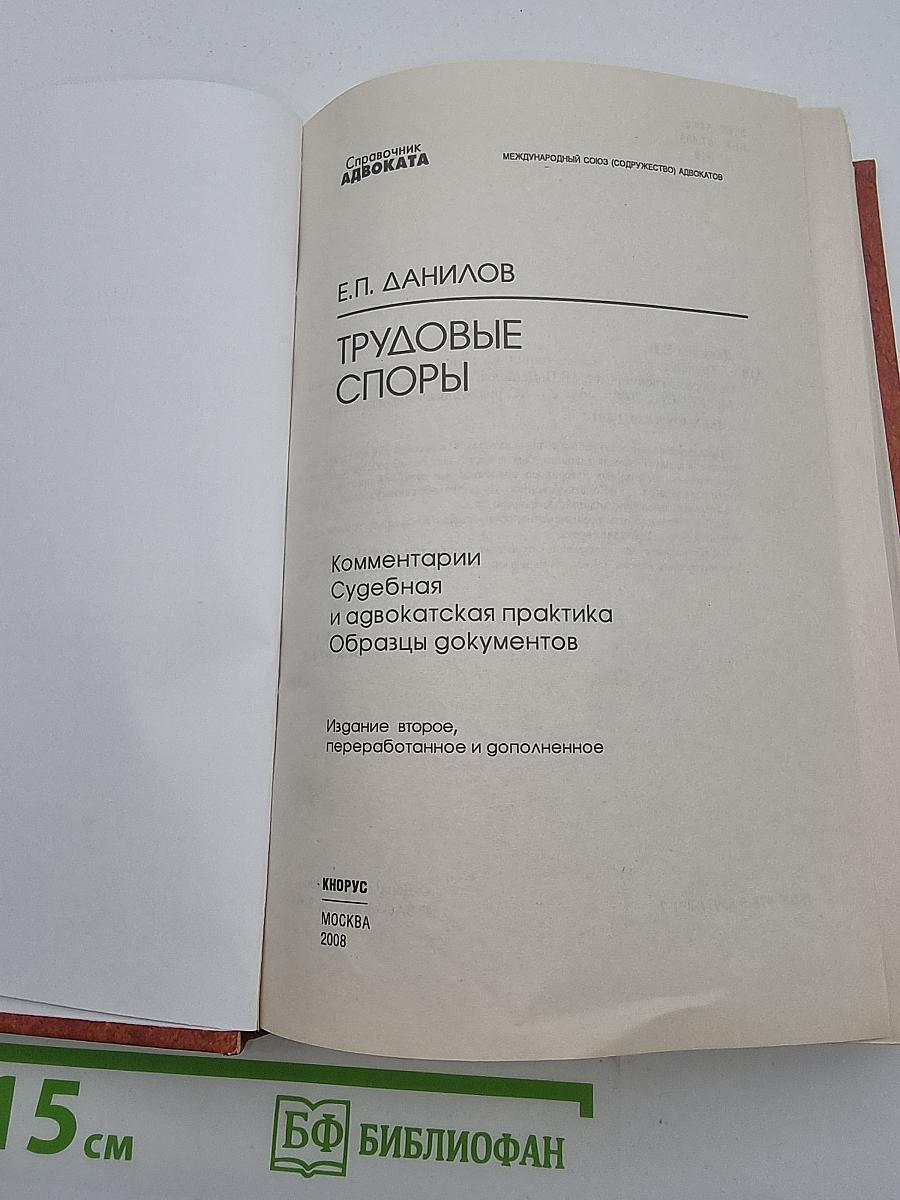 Справочник
АДВОКАТА
МЕЖДУНАРОДНЫЙ СОЮЗ (СОДРУЖЕСТВО) АДВОКАТОВ
Е.П. ДАНИЛОВ
ТРУДОВЫЕ
СПОРЫ
Комментарии
Судебная
и адвокатская практика
Образцы документов
Издание второе,
переработанное и дополненное
КНОРУС
МОСКВА
2008
15 см
БФ БИБЛИОФАН